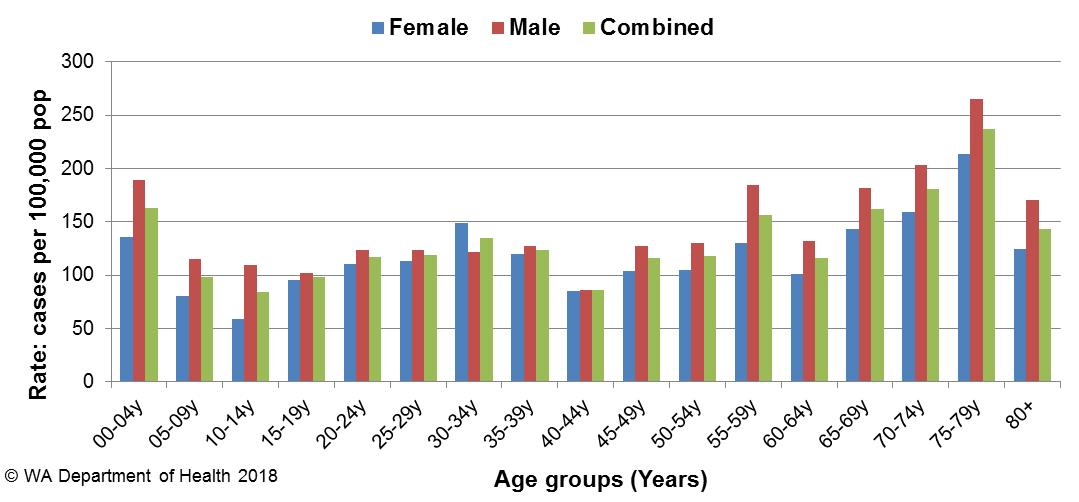 Female Male Combined
Rate: cases per 100,000 pop
300
250
200
150
100
50
0
00-04y
05-09y
10-14y
15-19y
20-24y
25-29y
30-34y
35-39y
40-44y
45-49y
50-54y
55-59y
60-64y
65-69y
70-74y
75-79y
80+
Age groups (Years)
© WA Department of Health 2018